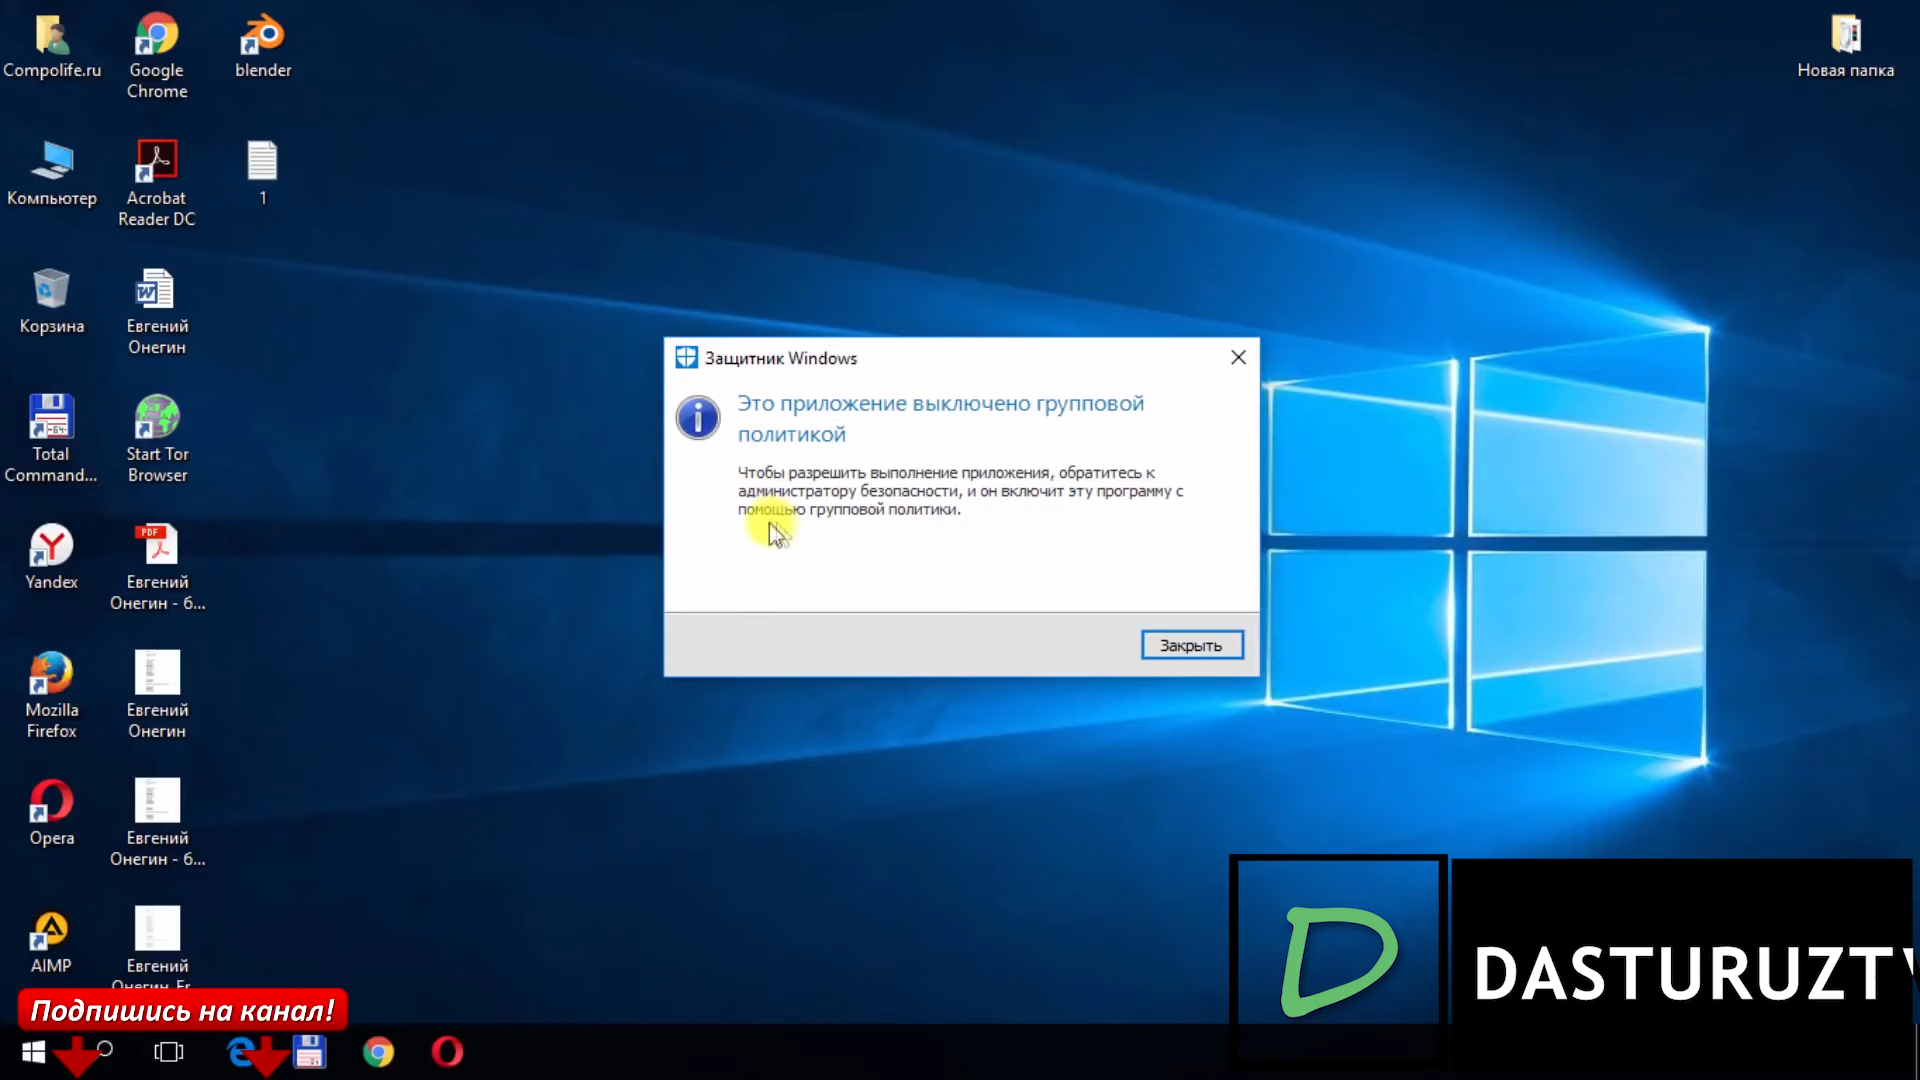 Compolife.ru
Google
Chrome
blender
Новая папка
Компьютер
Acrobat
Reader DC
1
Корзина
Евгений
Онегин
Total
Command...
Start Tor
Browser
Yandex
PDF
Евгений
Онегин - б...
Mozilla
Firefox
Евгений
Онегин
Opera
Евгений
Онегин - б...
AIMP
Евгений
Защитник Windows
Это приложение выключено групповой
политикой
Чтобы разрешить выполнение приложения, обратитесь к
администратору безопасности, и он включит эту программу с
помощью групповой политики.
Закрыть
Подпишись на канал!
D
DASTURUZTV